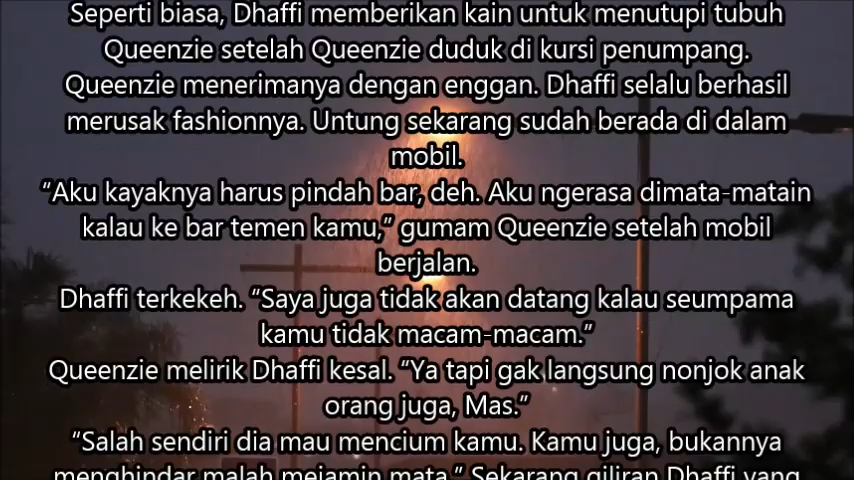 Seperti biasa, Dhaffi memberikan kain untuk menutupi tubuh
Queenzie setelah Queenzie duduk di kursi penumpang.
Queenzie menerimanya dengan enggan. Dhaffi selalu berhasil
merusak fashionnya. Untung sekarang sudah berada di dalam
mobil.
“Aku kayaknya harus pindah bar, deh. Aku ngerasa dimata-matain
kalau ke bar temen kamu,” gumam Queenzie setelah mobil
berjalan.
Dhaffi terkekeh. “Saya juga tidak akan datang kalau seumpama
kamu tidak macam-macam.”
Queenzie melirik Dhaffi kesal. “Ya tapi gak langsung nonjok anak
orang juga, Mas.”
“Salah sendiri dia mau mencium kamu. Kamu juga, bukannya
menghindar malah mejamin mata.” Sekarang giliran Dhaffi yang